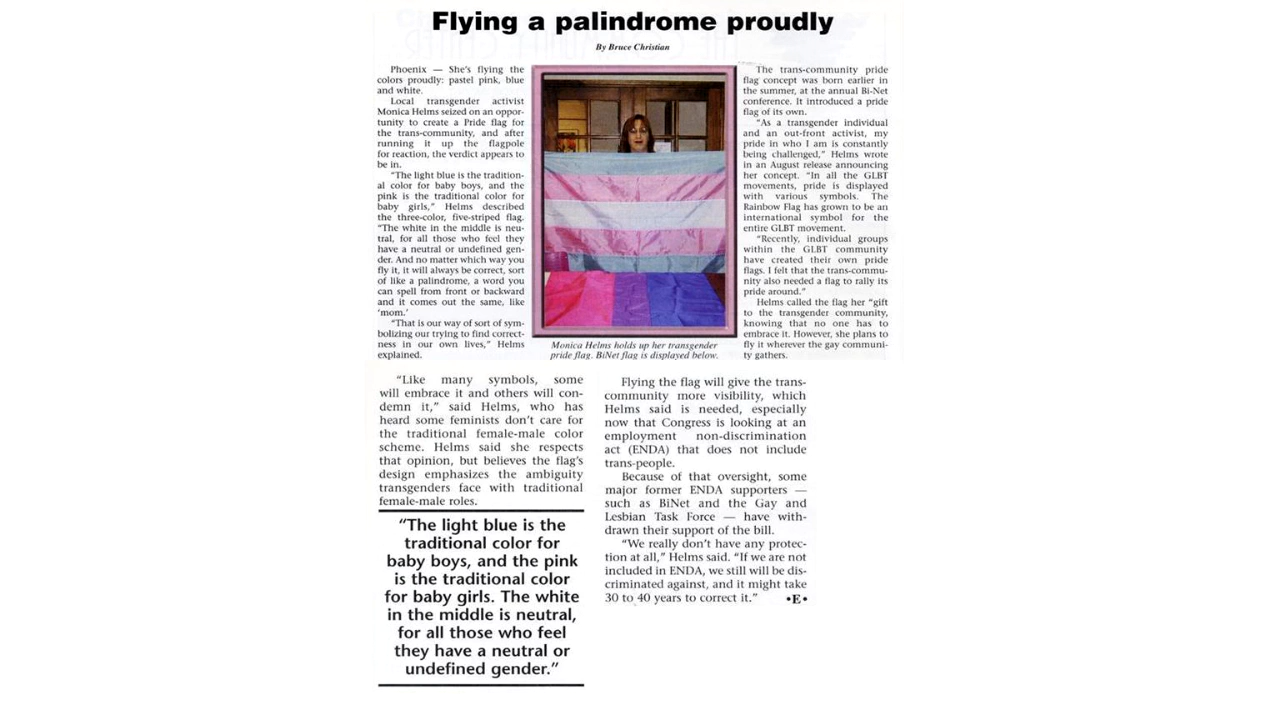 Flying a palindrome proudly
By Bruce Christian
Phoenix — She's flying the
colors proudly: pastel pink, blue
and white.
Local transgender activist
Monica Helms seized on an oppor-
tunity to create a Pride flag for
the trans-community, and after
running it up the flagpole
for reaction, the verdict appears to
be in.
"The light blue is the tradition-
al color for baby boys, and the
pink is the traditional color for
baby girls," Helms described
the three-color, five-striped flag.
"The white in the middle is neu-
tral, for all those who feel they
have a neutral or undefined gen-
der. And no matter which way you
fly it, it will always be correct, sort
of like a palindrome, a word you
can spell from front or backward
and it comes out the same, like
'mom.'
"That is our way of sort of sym-
bolizing our trying to find correct-
ness in our own lives," Helms
explained.
Monica Helms holds up her transgender
pride flag. BiNet flag is displayed below.
The trans-community pride
flag concept was born earlier in
the summer, at the annual Bi-Net
conference. It introduced a pride
flag of its own.
"As a transgender individual
and an out-front activist, my
pride in who I am is constantly
being challenged," Helms wrote
in an August release announcing
her concept. "In all the GLBT
movements, pride is displayed
with various symbols. The
Rainbow Flag has grown to be an
international symbol for the
entire GLBT movement.
"Recently, individual groups
within the GLBT community
have created their own pride
flags. I felt that the trans-commu-
nity also needed a flag to rally its
pride around."
Helms called the flag her "gift
to the transgender community,
knowing that no one has to
embrace it. However, she plans to
fly it wherever the gay communi-
ty gathers.
"Like many symbols, some
will embrace it and others will con-
demn it," said Helms, who has
heard some feminists don't care for
the traditional female-male color
scheme. Helms said she respects
that opinion, but believes the flag's
design emphasizes the ambiguity
transgenders face with traditional
female-male roles.
"The light blue is the
traditional color for
baby boys, and the pink
is the traditional color
for baby girls. The white
in the middle is neutral,
for all those who feel
they have a neutral or
undefined gender."
Flying the flag will give the trans-
community more visibility, which
Helms said is needed, especially
now that Congress is looking at an
employment non-discrimination
act (ENDA) that does not include
trans-people.
Because of that oversight, some
major former ENDA supporters —
such as BiNet and the Gay and
Lesbian Task Force — have with-
drawn their support of the bill.
"We really don't have any protec-
tion at all," Helms said. "If we are not
included in ENDA, we still will be dis-
criminated against, and it might take
30 to 40 years to correct it." •E•